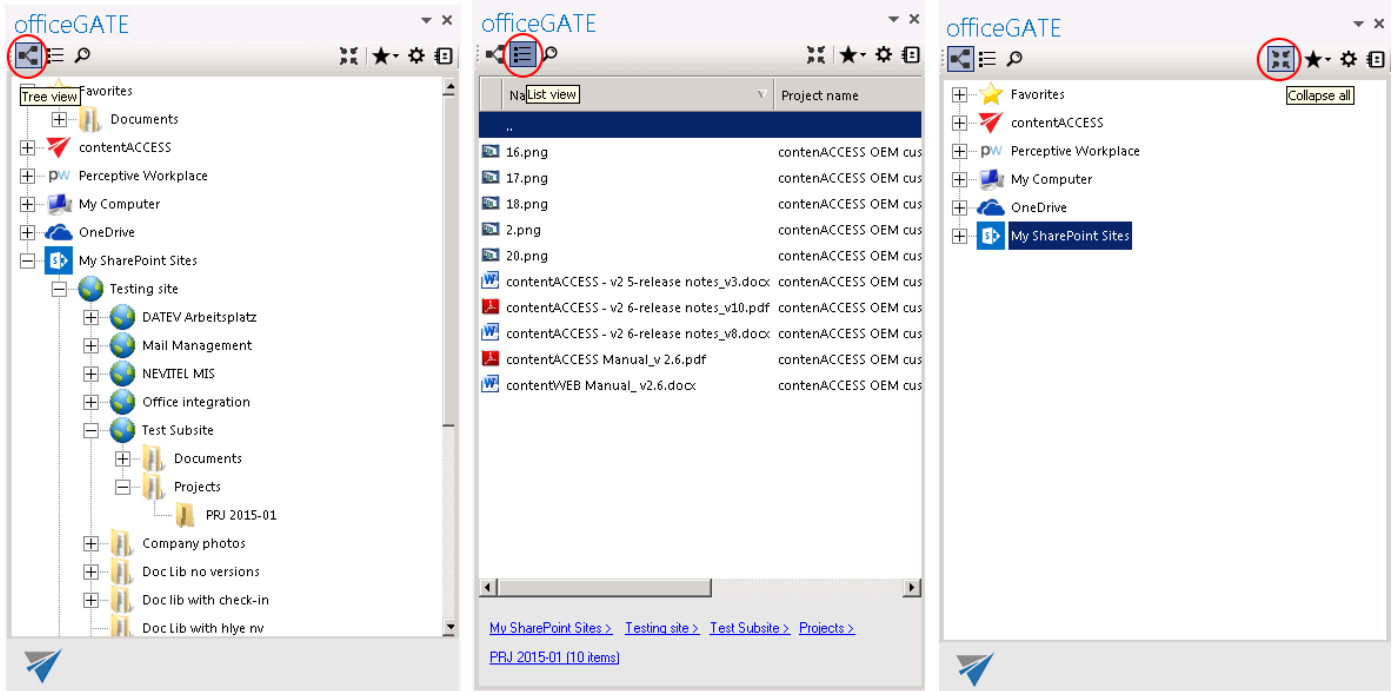 officeGATE
Tree view
Favorites
Documents
contentACCESS
pw Perceptive Workplace
My Computer
OneDrive
My SharePoint Sites
Testing site
DATEV Arbeitsplatz
Mail Management
NEVITEL MIS
Office integration
Test Subsite
Documents
Projects
PRJ 2015-01
Company photos
Doc Lib no versions
Doc lib with check-in
Doc Lib with hlye nv
officeGATE
Na List view Project name
..
16.png contenACCESS OEM cus
17.png contenACCESS OEM cus
18.png contenACCESS OEM cus
2.png contenACCESS OEM cus
20.png contenACCESS OEM cus
contentACCESS - v2 5-release notes_v3.docx contenACCESS OEM cus
contentACCESS - v2 6-release notes_v10.pdf contenACCESS OEM cus
contentACCESS - v2 6-release notes_v8.docx contenACCESS OEM cus
contentACCESS Manual_v 2.6.pdf contenACCESS OEM cus
contentWEB Manual_ v2.6.docx contenACCESS OEM cus
My SharePoint Sites > Testing site > Test Subsite > Projects >
PRJ 2015-01 (10 items)
officeGATE
Collapse all
Favorites
contentACCESS
pw Perceptive Workplace
My Computer
OneDrive
S My SharePoint Sites